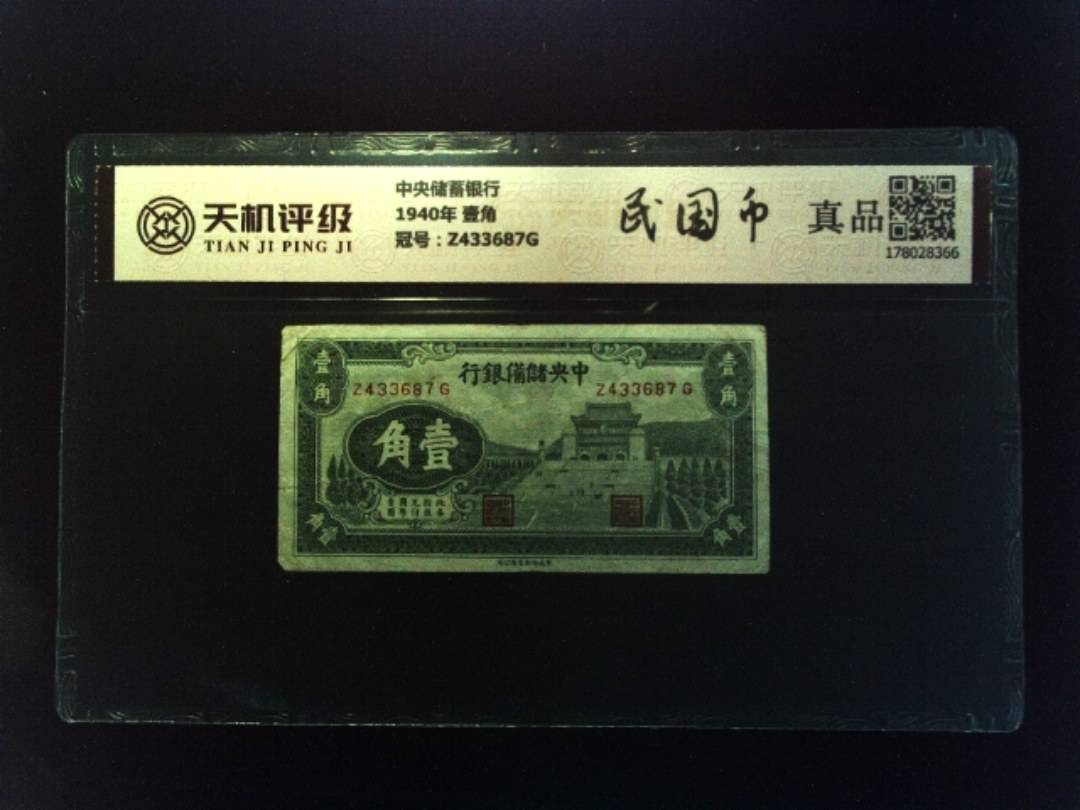 天机评级
TIAN JI PING JI
中央储蓄银行
1940年 壹角
冠号：Z433687G
民国币
真品
178028366
行銀備儲央中
壹角
壹角
Z433687G
Z433687G
角壹